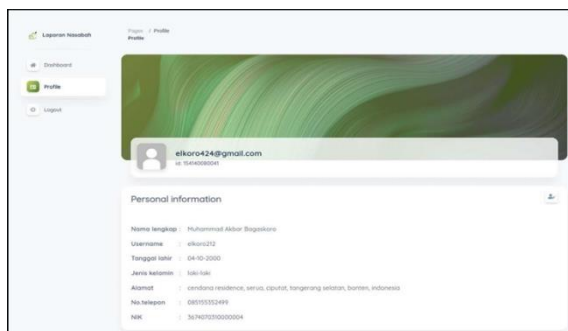 Laporan Nasabah
Pages / Profile
Profile
Dashboard
Profile
Logout
elkoro424@gmail.com
Id: 154140080041
Personal information
Nama lengkap : Muhammad Akbar Bagaskoro
Username : elkoro212
Tanggal lahir : 04-10-2000
Jenis kelamin : laki-laki
Alamat : cendana residence, serua, ciputat, tangerang selatan, banten, indonesia
No.telepon : 085155352499
NIK : 3674070310000004